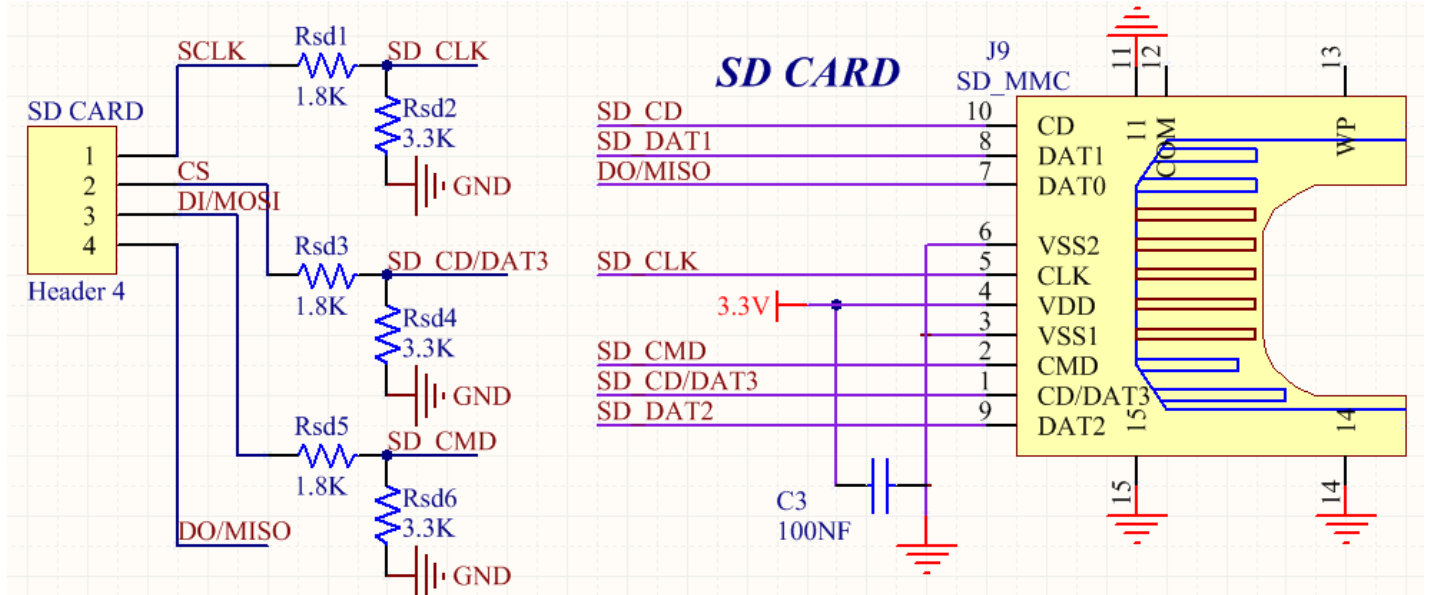 SD CARD
1
2
3
4
Header 4
SCLK
CS
DI/MOSI
DO/MISO
Rsd1
1.8K
SD_CLK
Rsd2
3.3K
GND
Rsd3
1.8K
SD_CD/DAT3
Rsd4
3.3K
GND
Rsd5
1.8K
SD_CMD
Rsd6
3.3K
GND
SD CARD
J9
SD_MMC
SD_CD 10 CD
SD_DAT1 8 DAT1
DO/MISO 7 DAT0
6 VSS2
SD_CLK 5 CLK
3.3V 4 VDD
3 VSS1
SD_CMD 2 CMD
SD_CD/DAT3 1 CD/DAT3
SD_DAT2 9 DAT2
C3
100NF
11
12
13
11
COM
WP
15
14
15
14